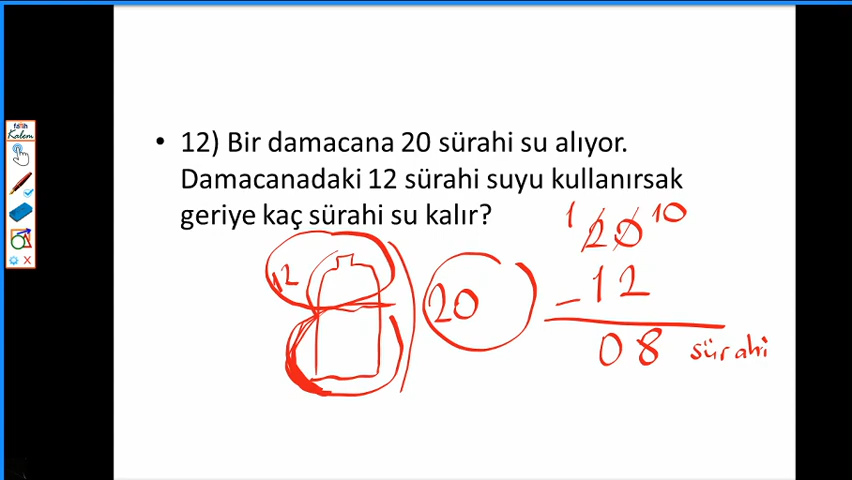 • 12) Bir damacana 20 sürahi su alıyor.
Damacanadaki 12 sürahi suyu kullanırsak
geriye kaç sürahi su kalır?
1 20 10
- 12
08 sürahi
12
20
fatih
Kalem